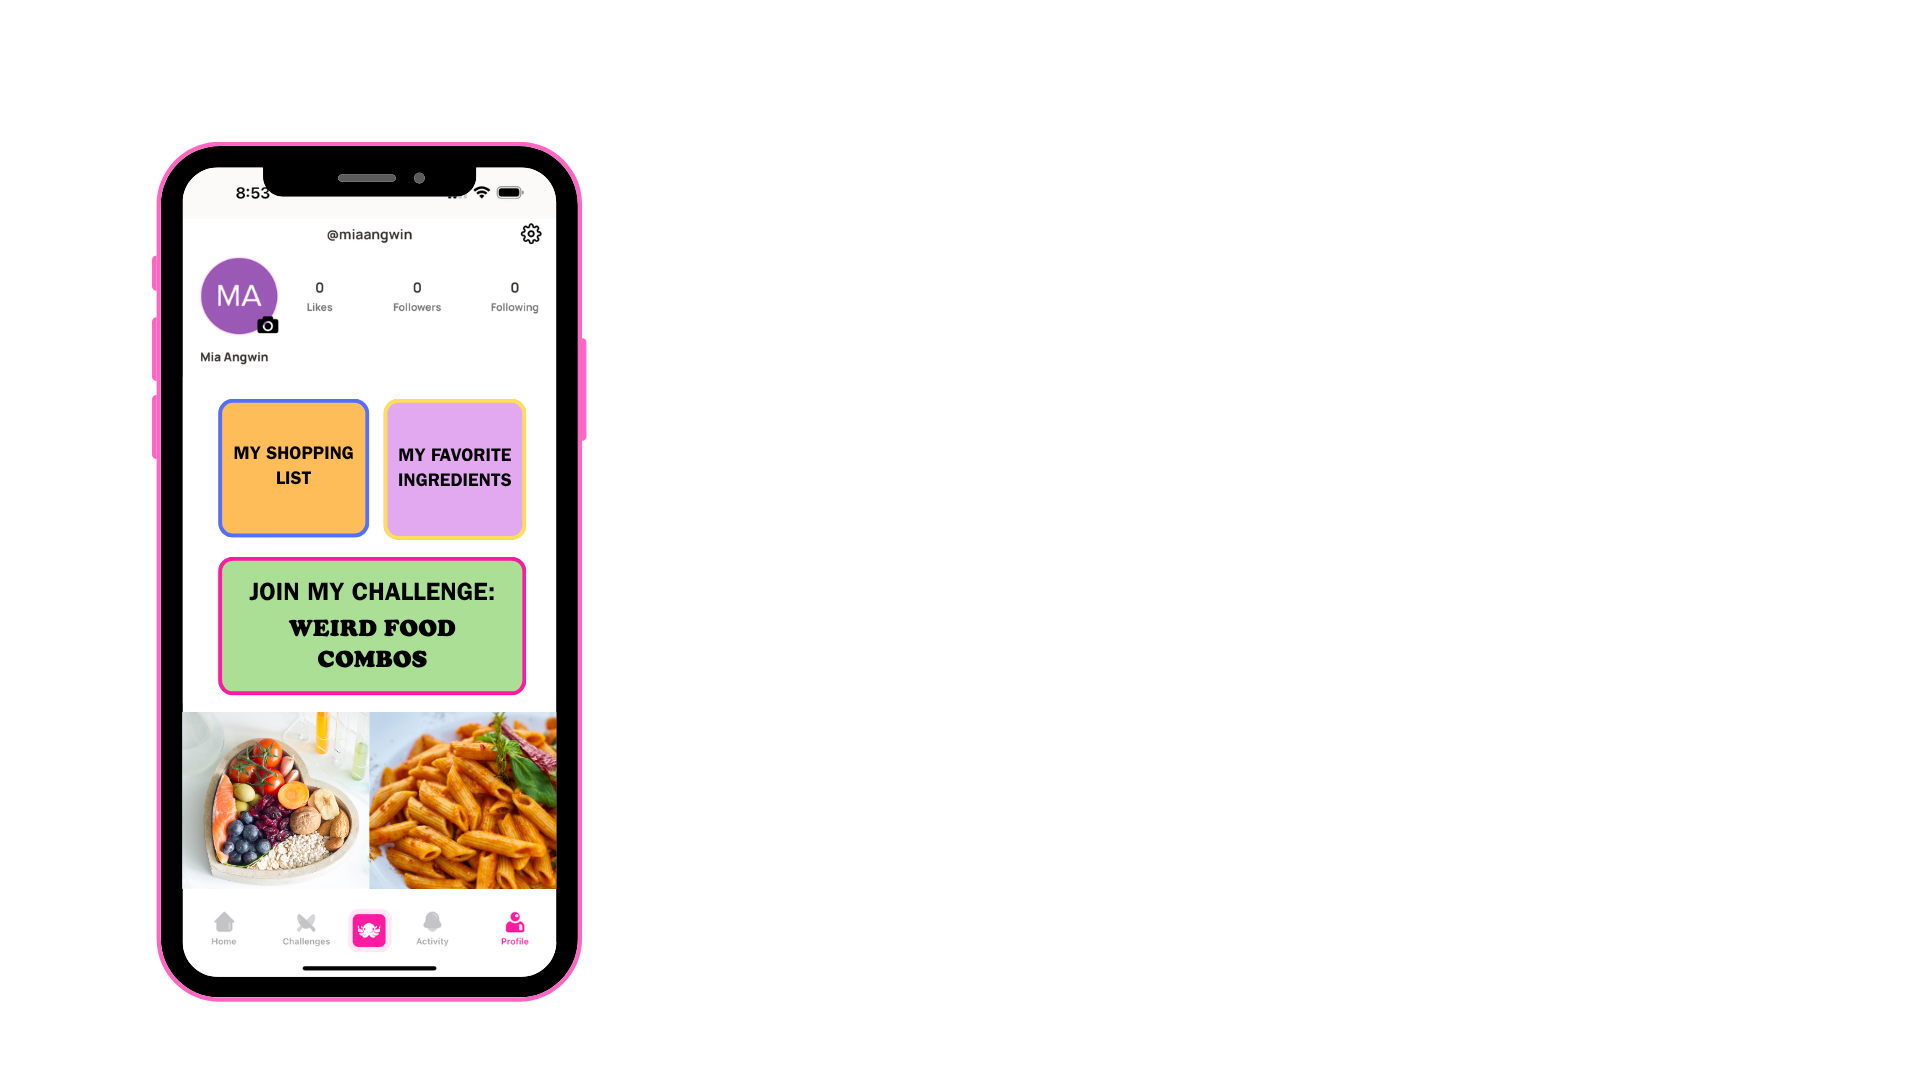 8:53
@miaangwin
MA
0
0
0
Likes
Followers
Following
Mia Angwin
MY SHOPPING
LIST
MY FAVORITE
INGREDIENTS
JOIN MY CHALLENGE:
WEIRD FOOD
COMBOS
Home
Challenges
Activity
Profile